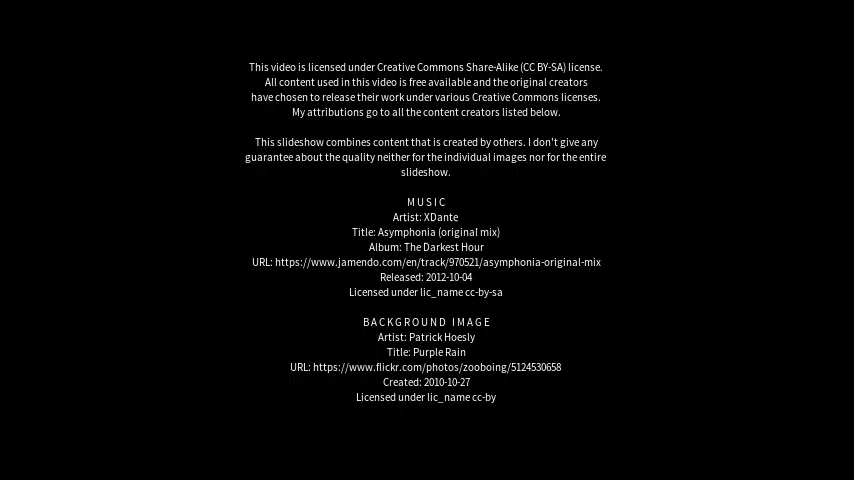 This video is licensed under Creative Commons Share-Alike (CC BY-SA) license.
All content used in this video is free available and the original creators
have chosen to release their work under various Creative Commons licenses.
My attributions go to all the content creators listed below.
This slideshow combines content that is created by others. I don't give any
guarantee about the quality neither for the individual images nor for the entire
slideshow.
MUSIC
Artist: XDante
Title: Asymphonia (original mix)
Album: The Darkest Hour
URL: https://www.jamendo.com/en/track/970521/asymphonia-original-mix
Released: 2012-10-04
Licensed under lic_name cc-by-sa
BACKGROUND IMAGE
Artist: Patrick Hoesly
Title: Purple Rain
URL: https://www.flickr.com/photos/zooboing/5124530658
Created: 2010-10-27
Licensed under lic_name cc-by